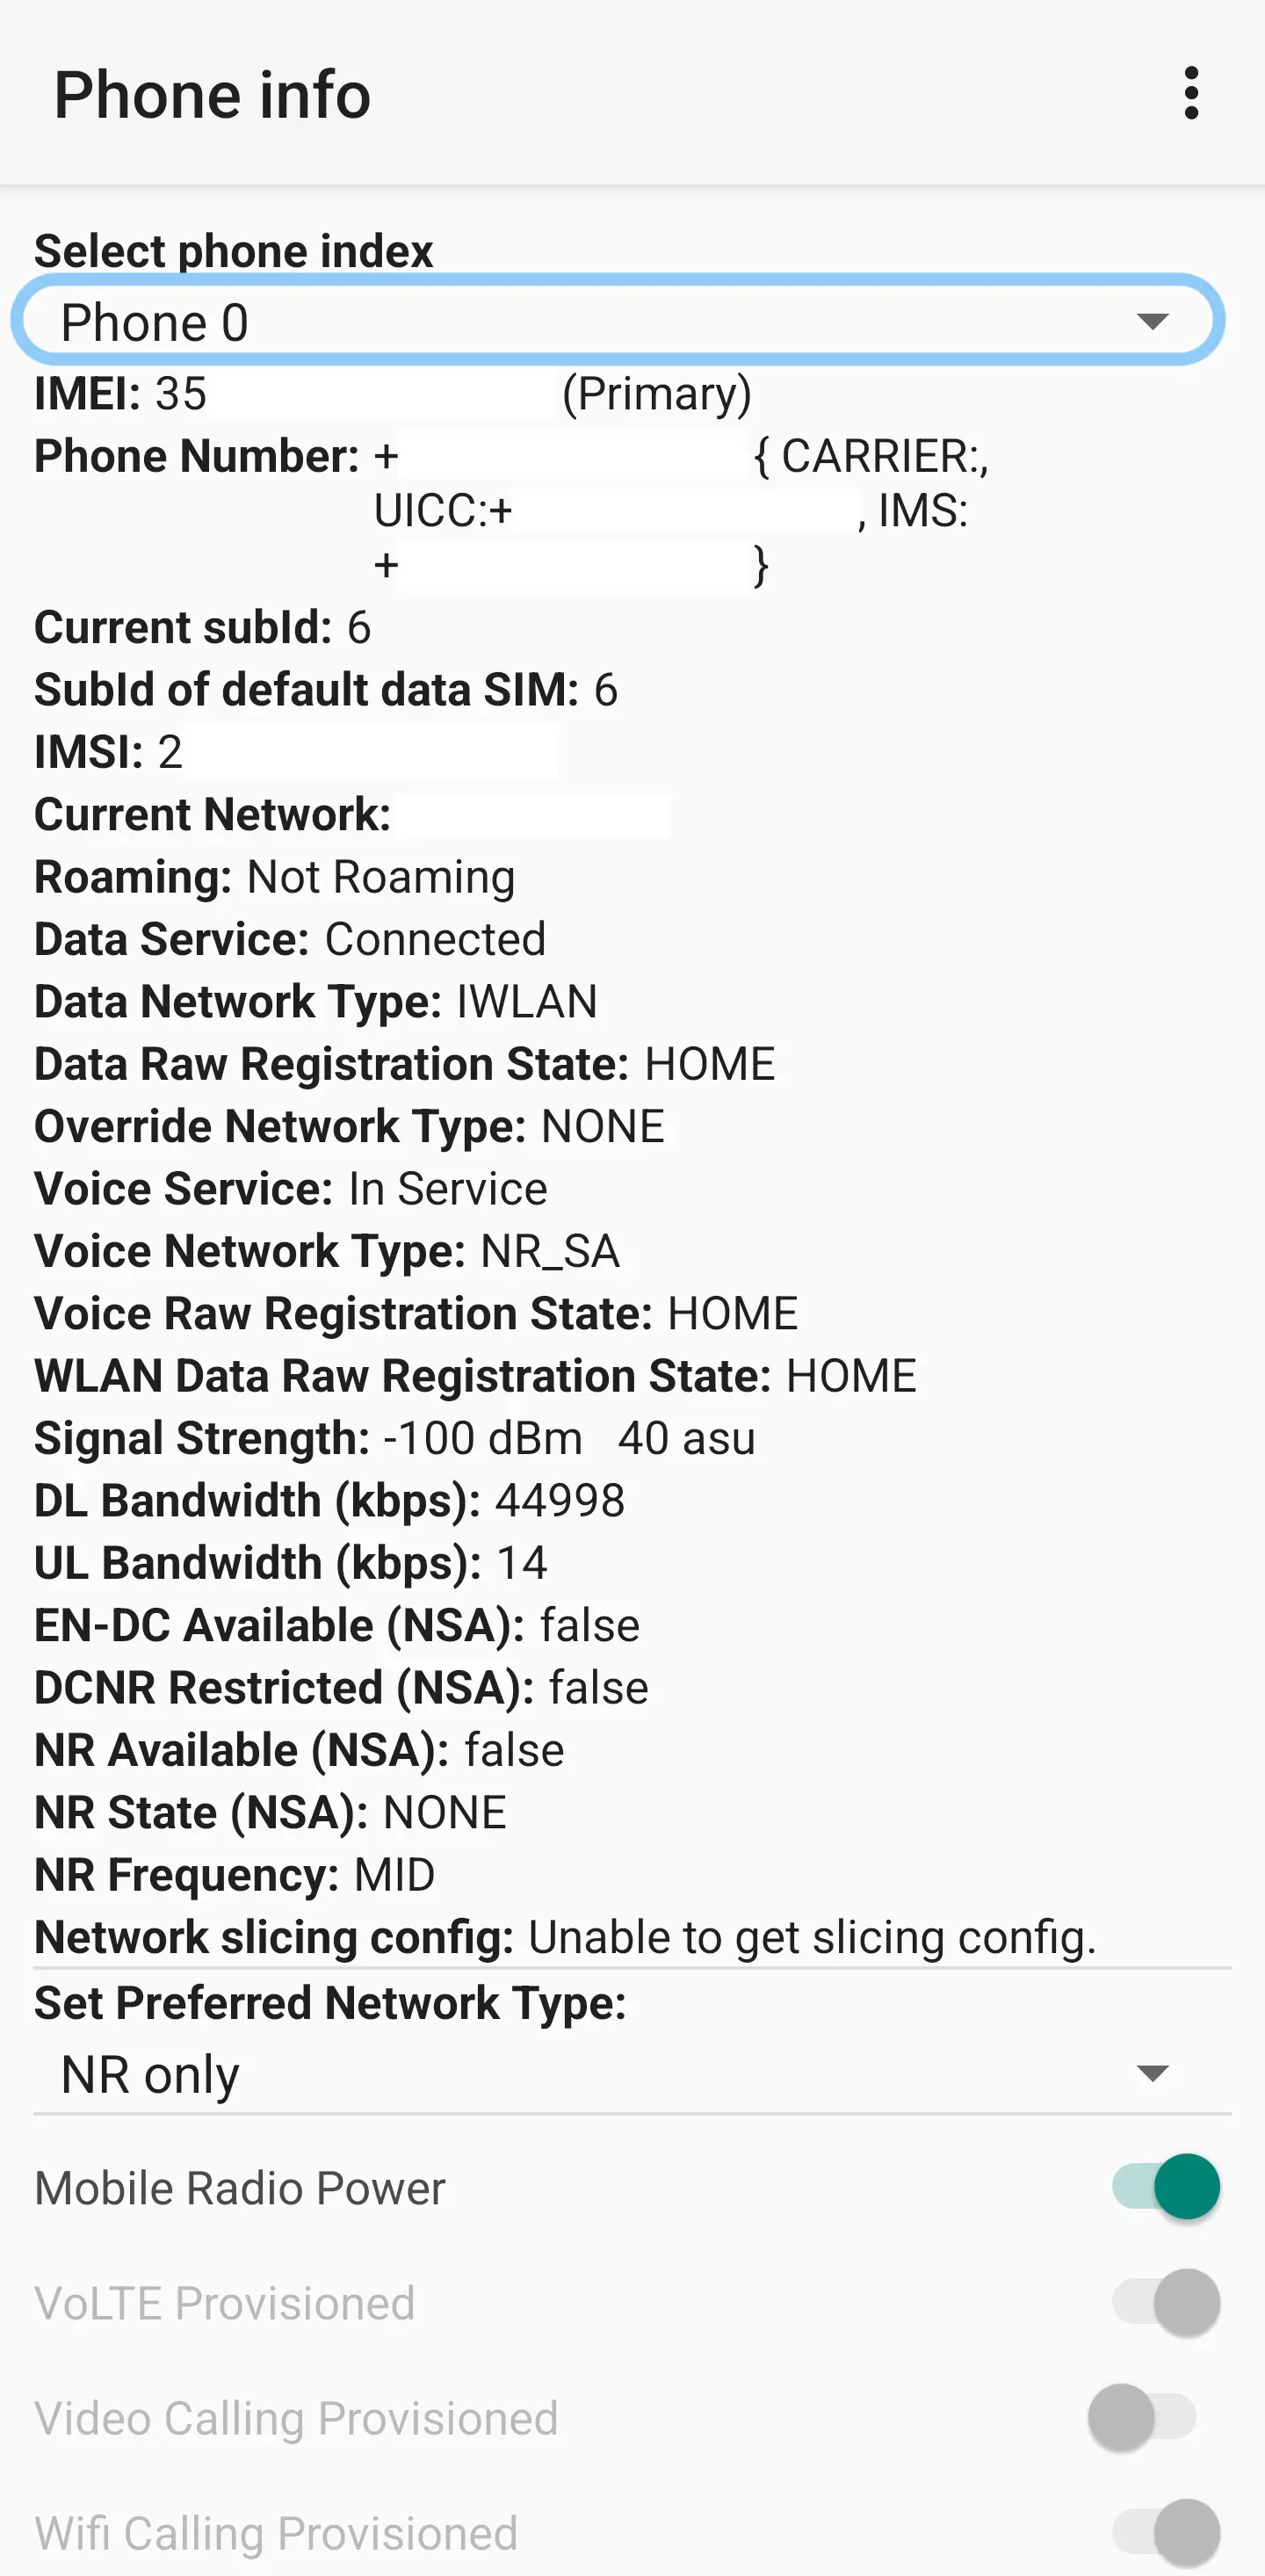 Phone info
Select phone index
Phone 0
IMEI: 35 (Primary)
Phone Number: + { CARRIER:,
UICC:+ , IMS:
+ }
Current subId: 6
SubId of default data SIM: 6
IMSI: 2
Current Network:
Roaming: Not Roaming
Data Service: Connected
Data Network Type: IWLAN
Data Raw Registration State: HOME
Override Network Type: NONE
Voice Service: In Service
Voice Network Type: NR_SA
Voice Raw Registration State: HOME
WLAN Data Raw Registration State: HOME
Signal Strength: -100 dBm 40 asu
DL Bandwidth (kbps): 44998
UL Bandwidth (kbps): 14
EN-DC Available (NSA): false
DCNR Restricted (NSA): false
NR Available (NSA): false
NR State (NSA): NONE
NR Frequency: MID
Network slicing config: Unable to get slicing config.
Set Preferred Network Type:
NR only
Mobile Radio Power
VoLTE Provisioned
Video Calling Provisioned
Wifi Calling Provisioned